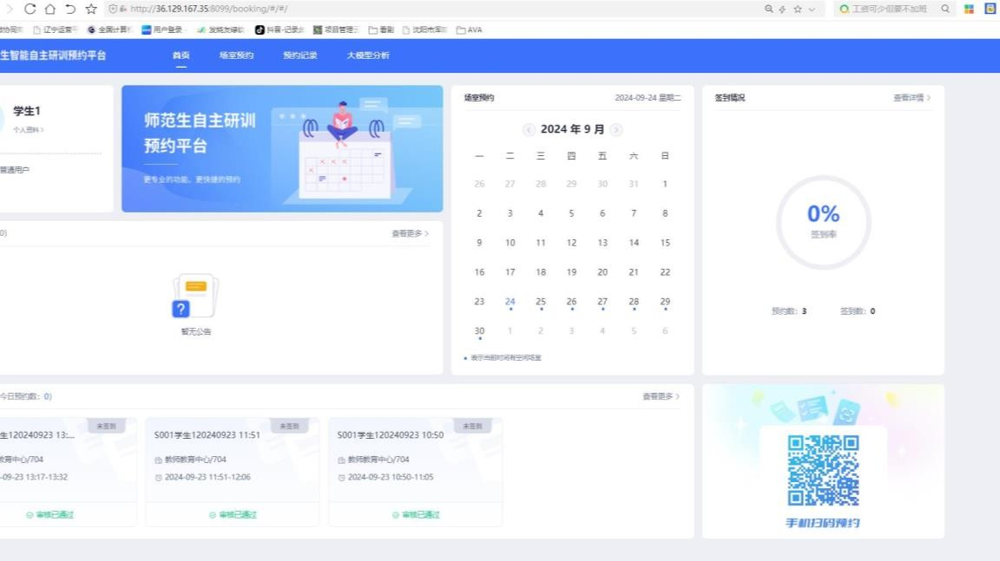 http://36.129.167.35:8099/booking/#/#/
工资可少但要不加班
辽宁运营平
全国计算机
用户登录
抖音-记录美
项目管理云
看剧
沈阳市浑南
AVA
生智能自主研训预约平台
首页
场室预约
预约记录
大模型分析
学生1
个人资料
普通用户
师范生自主研训
预约平台
更专业的功能、更快捷的预约
0)
查看更多
暂无公告
场室预约
2024-09-24 星期二
2024 年 9 月
一 二 三 四 五 六 日
26 27 28 29 30 31 1
2 3 4 5 6 7 8
9 10 11 12 13 14 15
16 17 18 19 20 21 22
23 24 25 26 27 28 29
30 1 2 3 4 5 6
表示当前时间有空闲场室
签到情况
查看详情
0%
签到率
预约数: 3
签到数: 0
今日预约数: 0)
查看更多
未签到
生120240923 13:...
教育中心/704
-09-23 13:17-13:32
审核已通过
未签到
S001学生120240923 11:51
教师教育中心/704
2024-09-23 11:51-12:06
审核已通过
未签到
S001学生120240923 10:50
教师教育中心/704
2024-09-23 10:50-11:05
审核已通过
手机扫码预约